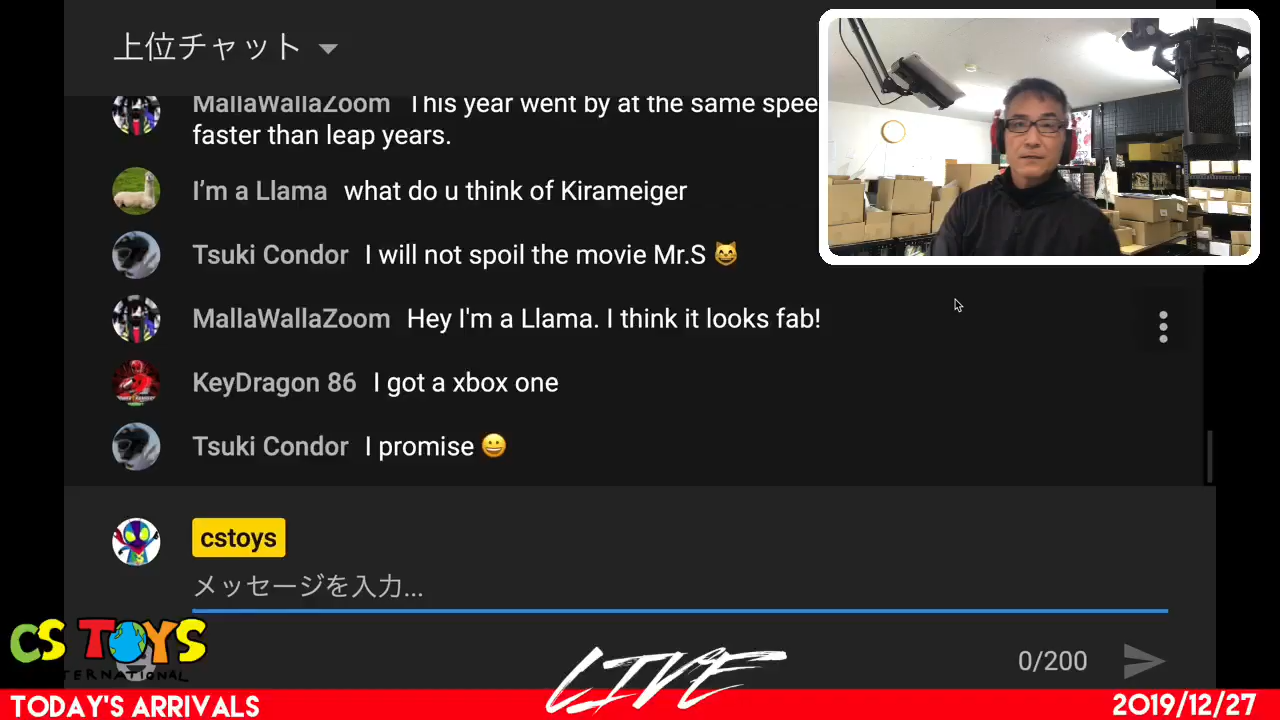 上位チャット
MallaWallaZoom This year went by at the same spee
faster than leap years.
I'm a Llama what do u think of Kirameiger
Tsuki Condor I will not spoil the movie Mr.S
MallaWallaZoom Hey I'm a Llama. I think it looks fab!
KeyDragon 86 I got a xbox one
Tsuki Condor I promise
cstoys
メッセージを入力...
CS TOYS
TERNATIONAL
LIVE
0/200
TODAY'S ARRIVALS
2019/12/27